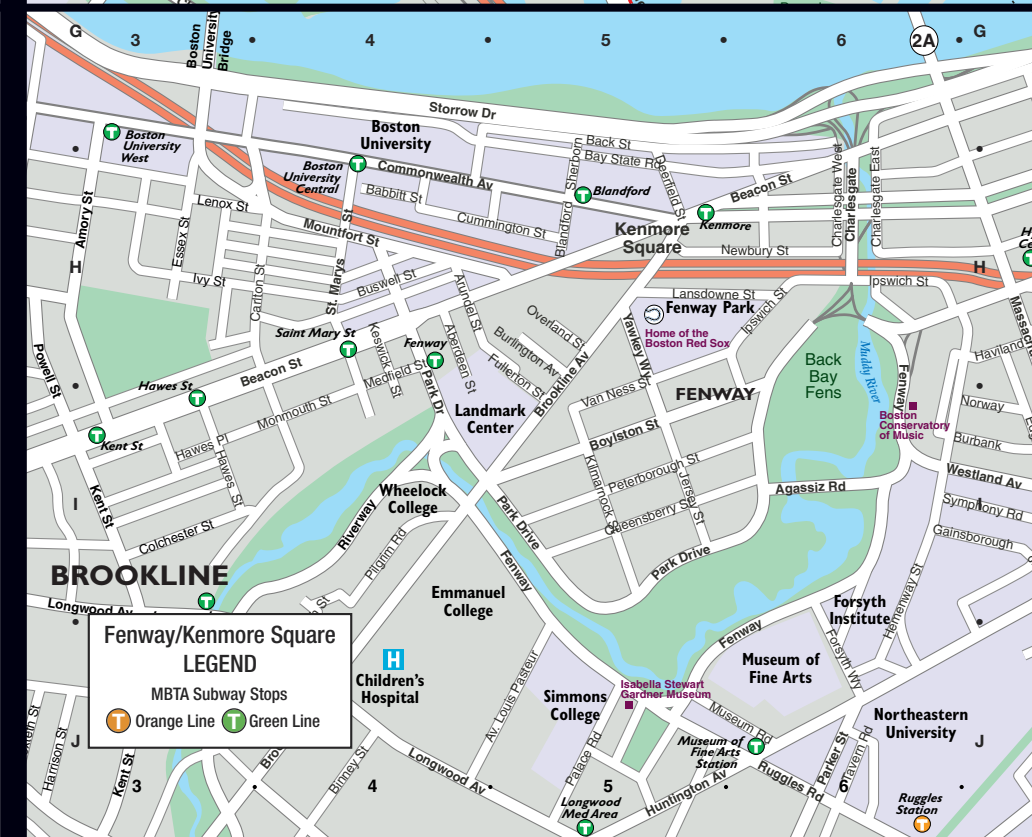 G
3
4
5
6
2A
G
Boston
University
Bridge
Storrow Dr
Boston
University
West
Boston
University
Boston
University
Central
Commonwealth Av
Back St
Bay State Rd
Sherborn
Deerfield St
Beacon St
Charlesgate West
Charlesgate
Charlesgate East
Babbitt St
Blandford
Blandford
Cummington St
Kenmore
Kenmore
Square
Newbury St
Amory St
Essex St
Lenox St
Mountfort St
St. Marys
St
H
H
Ivy St
Carlton St
Buswell St
Arundel St
Lansdowne St
Ipswich St
Ipswich St
Fenway Park
Home of the
Boston Red Sox
Yawkey Wy
Overland St
Burlington Av
Fullerton St
Brookline Av
Saint Mary St
Keswick St
Fenway
Aberdeen St
Medfield St
Park Dr
Powell St
Hawes St
Beacon St
Monmouth St
Kent St
Hawes Pl
Hawes St
Landmark
Center
Van Ness St
FENWAY
Back
Bay
Fens
Muddy River
Fenway
Boston
Conservatory
of Music
Haviland
Norway
Burbank
Westland Av
Symphony Rd
Gainsborough
Boylston St
Kilmarnock St
Peterborough St
Jersey St
Queensberry St
Agassiz Rd
Park Drive
Park Drive
I
I
Kent St
Colchester St
Riverway
Wheelock
College
Pilgrim Rd
Fenway
BROOKLINE
Longwood Av
Emmanuel
College
Forsyth
Institute
Hemenway St
Forsyth Wy
Fenway
Museum of
Fine Arts
Fenway/Kenmore Square
LEGEND
MBTA Subway Stops
T Orange Line T Green Line
H
Children's
Hospital
Av. Louis Pasteur
Simmons
College
Isabella Stewart
Gardner Museum
Palace Rd
Museum Rd
Museum of
Fine Arts
Station
Northeastern
University
J
J
Harrison St
Kent St
3
Binney St
4
Longwood Av
5
Huntington Av
Ruggles Rd
Parker St
Tavern Rd
6
Longwood
Med Area
Ruggles
Station